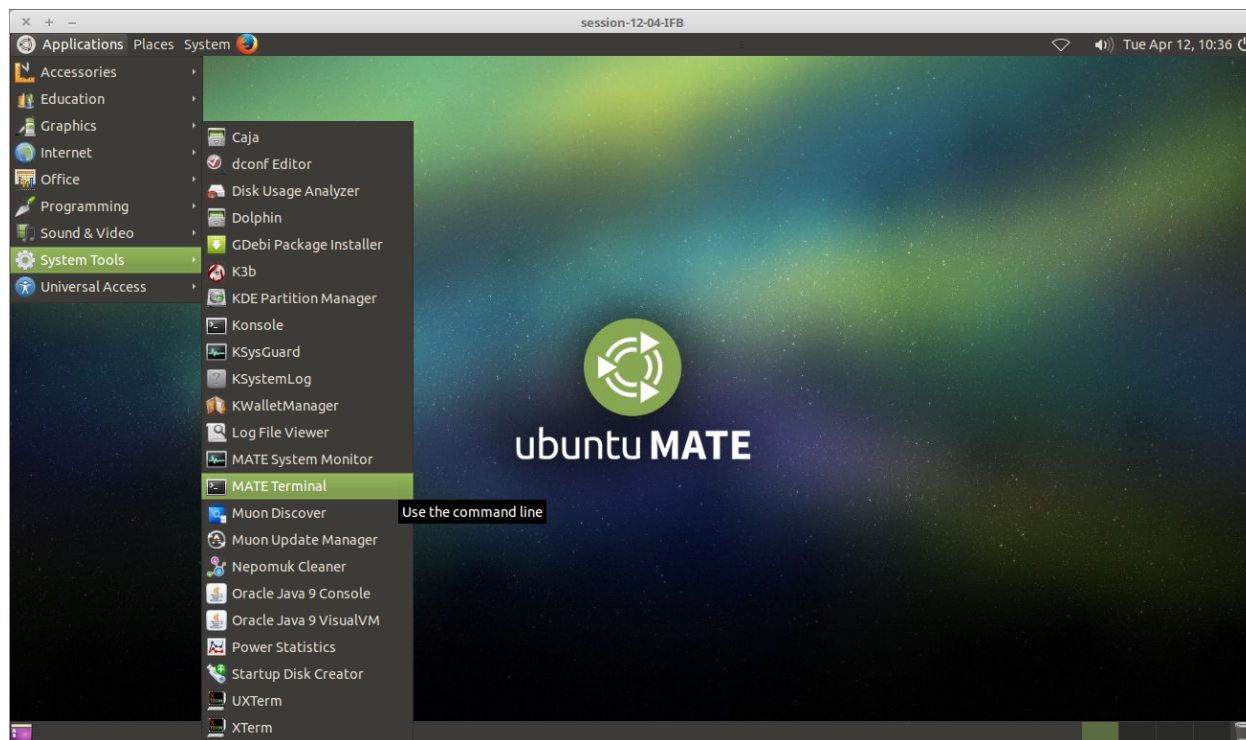 session-12-04-IFB
Applications Places System Tue Apr 12, 10:36
Accessories
Education
Graphics
Internet
Office
Programming
Sound & Video
System Tools
Universal Access
Caja
dconf Editor
Disk Usage Analyzer
Dolphin
GDebi Package Installer
K3b
KDE Partition Manager
Konsole
KSysGuard
KSystemLog
KWalletManager
Log File Viewer
MATE System Monitor
MATE Terminal
Muon Discover
Muon Update Manager
Nepomuk Cleaner
Oracle Java 9 Console
Oracle Java 9 VisualVM
Power Statistics
Startup Disk Creator
UXTerm
XTerm
Use the command line
ubuntu MATE